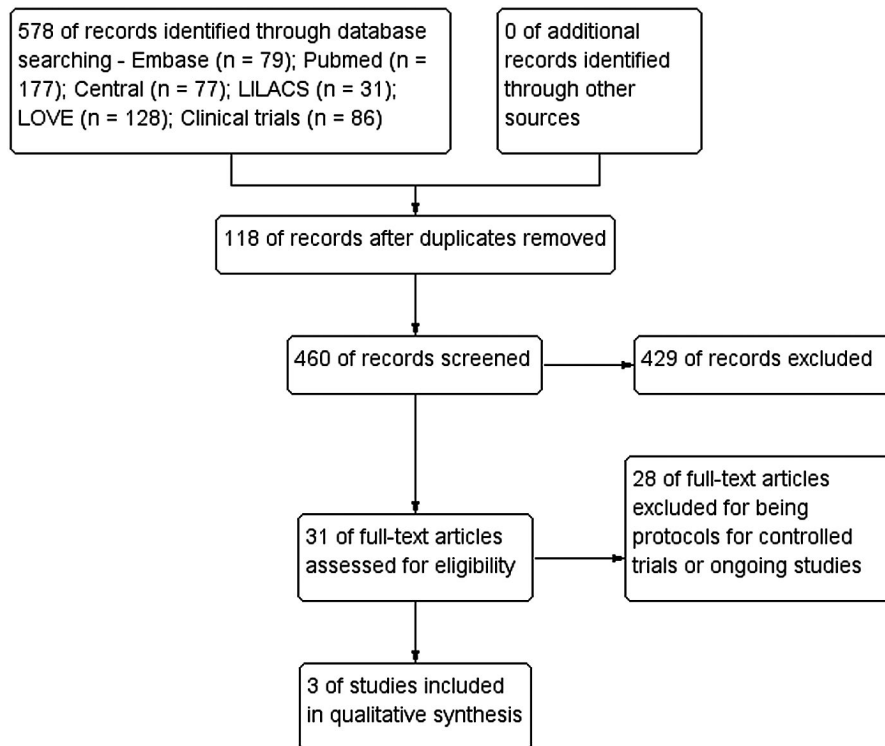 578 of records identified through database
searching - Embase (n = 79); Pubmed (n =
177); Central (n = 77); LILACS (n = 31);
LOVE (n = 128); Clinical trials (n = 86)
0 of additional
records identified
through other
sources
118 of records after duplicates removed
460 of records screened
429 of records excluded
31 of full-text articles
assessed for eligibility
28 of full-text articles
excluded for being
protocols for controlled
trials or ongoing studies
3 of studies included
in qualitative synthesis